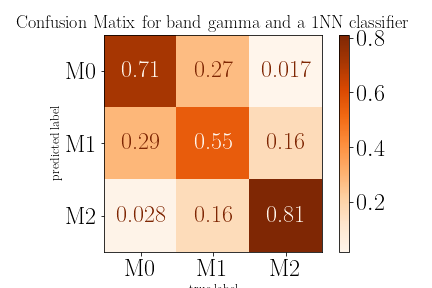 Confusion Matix for band gamma and a 1NN classifier
0.8
M0 0.71 0.27 0.017
0.6
predicted label
M1 0.29 0.55 0.16
0.4
0.2
M2 0.028 0.16 0.81
M0 M1 M2
true label